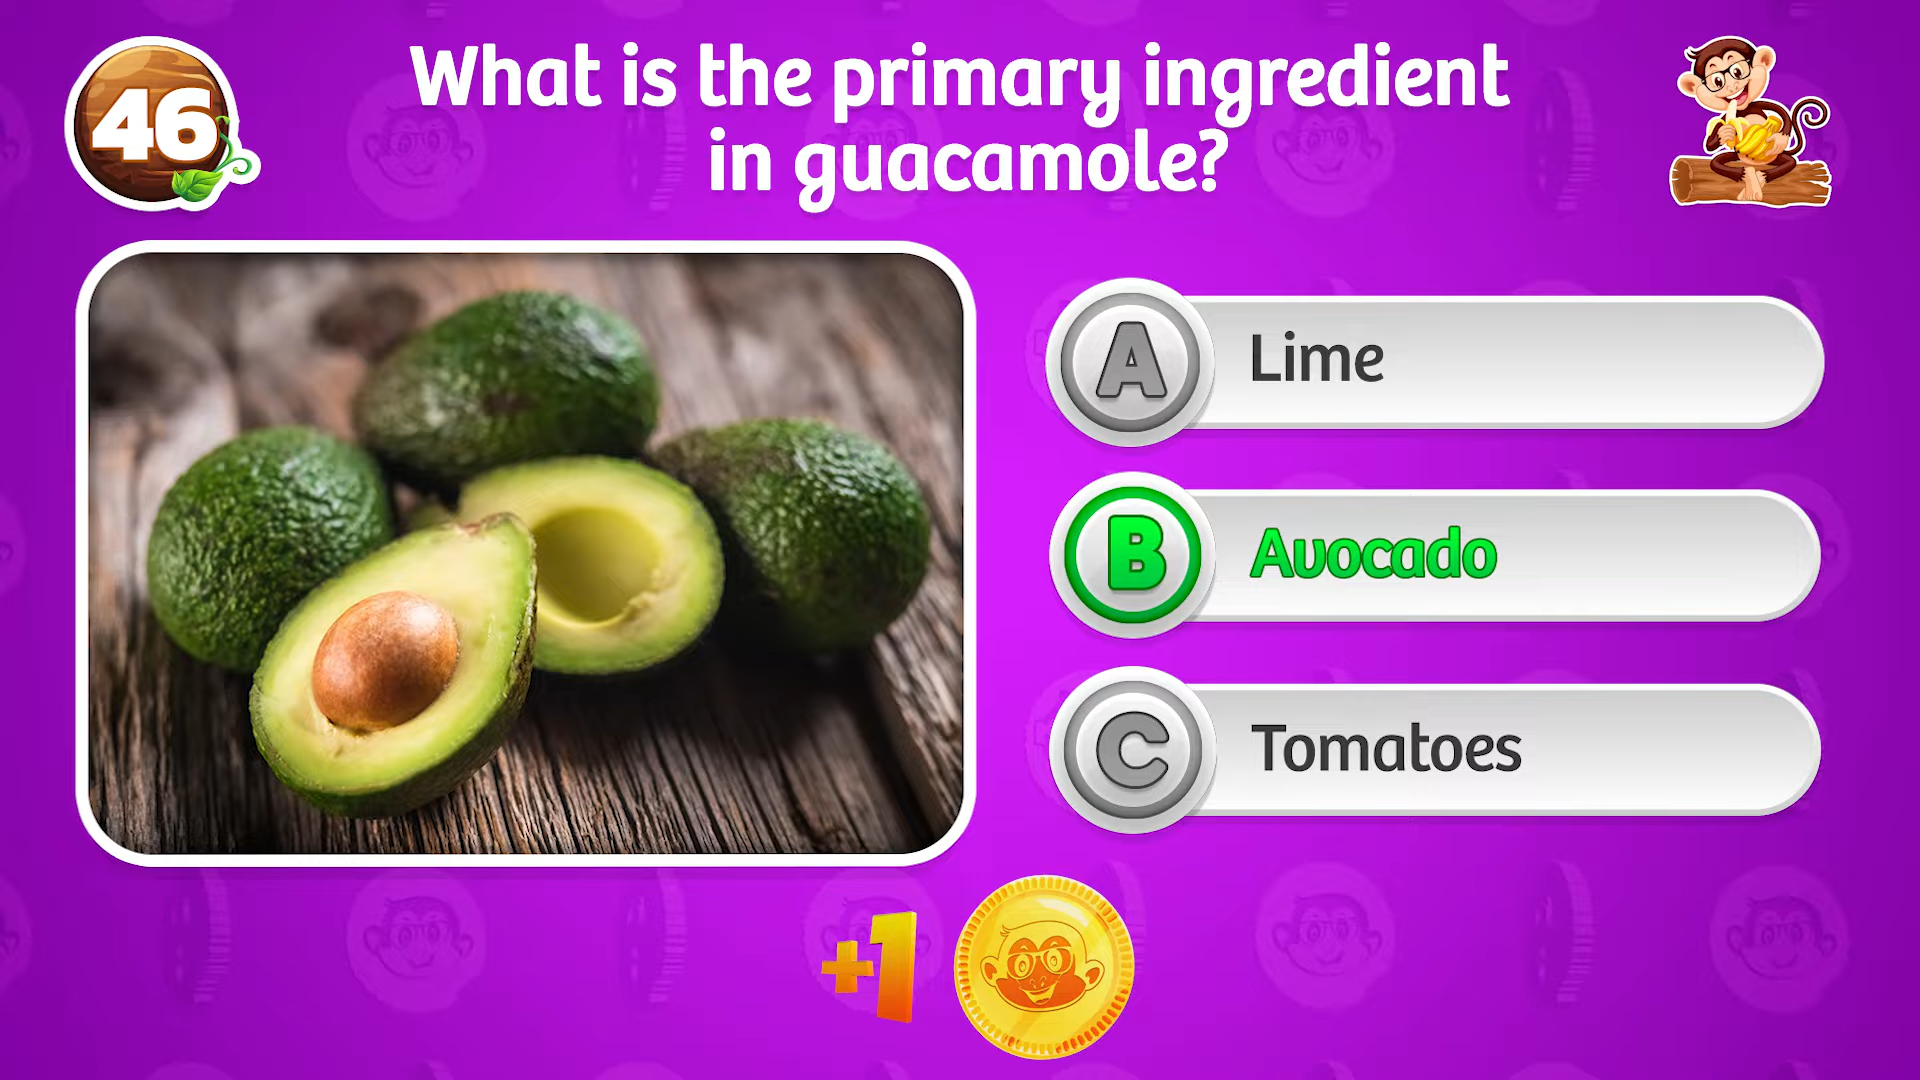 46
What is the primary ingredient
in guacamole?
A Lime
B Avocado
C Tomatoes
+1